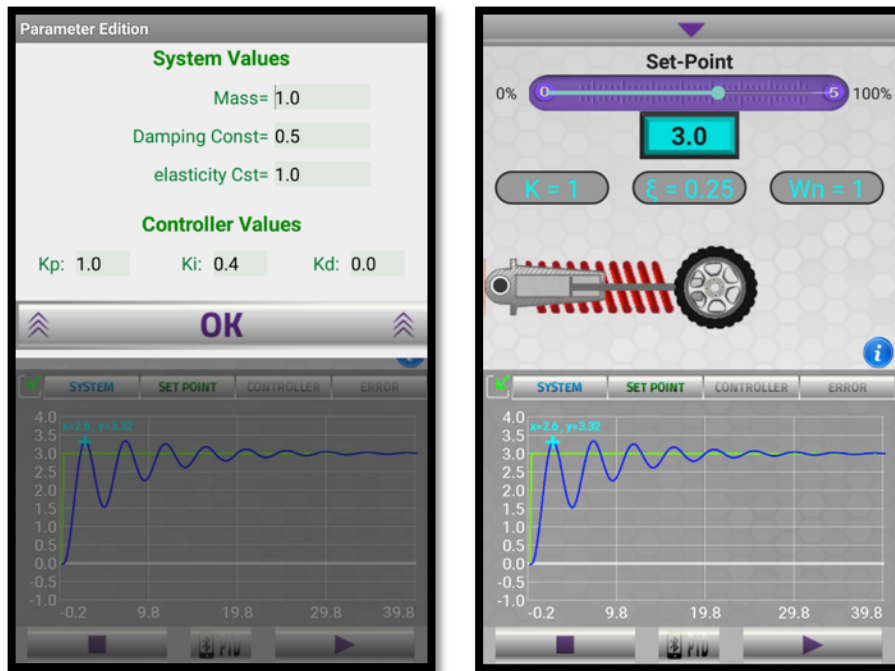 Parameter Edition
System Values
Mass= 1.0
Damping Const= 0.5
elasticity Cst= 1.0
Controller Values
Kp: 1.0 Ki: 0.4 Kd: 0.0
OK
i
SYSTEM SET POINT CONTROLLER ERROR
4.0
x=2.6 , y=3.32
3.5
3.0
2.5
2.0
1.5
1.0
0.5
0.0
-0.5
-1.0
-0.2 9.8 19.8 29.8 39.8
PID
Set-Point
0% 0 5 100%
3.0
K = 1 ξ = 0.25 Wn = 1
i
SYSTEM SET POINT CONTROLLER ERROR
4.0
x=2.6 , y=3.32
3.5
3.0
2.5
2.0
1.5
1.0
0.5
0.0
-0.5
-1.0
-0.2 9.8 19.8 29.8 39.8
PID